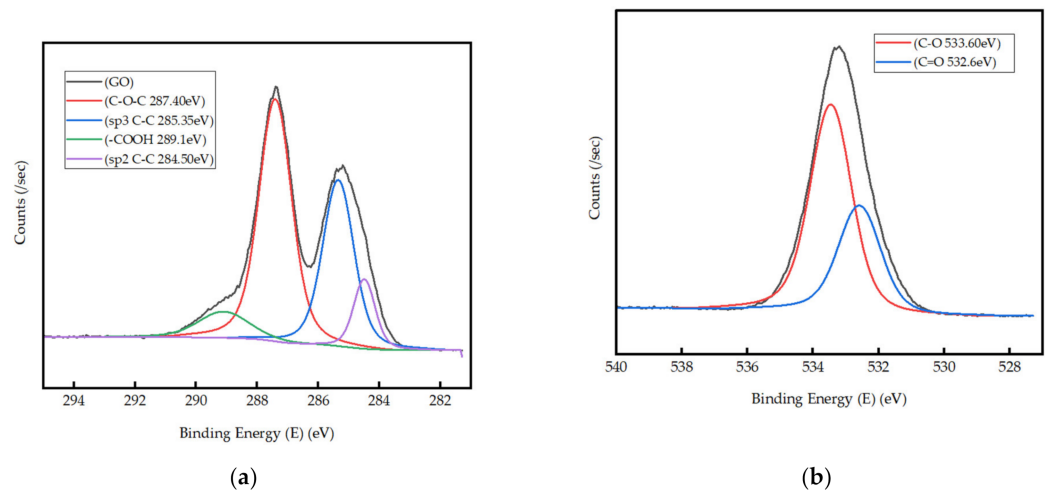 (GO)
(C-O-C 287.40eV)
(sp3 C-C 285.35eV)
(-COOH 289.1eV)
(sp2 C-C 284.50eV)
Counts (/sec)
294 292 290 288 286 284 282
Binding Energy (E) (eV)
(a)
(C-O 533.60eV)
(C=O 532.6eV)
Counts (/sec)
540 538 536 534 532 530 528
Binding Energy (E) (eV)
(b)